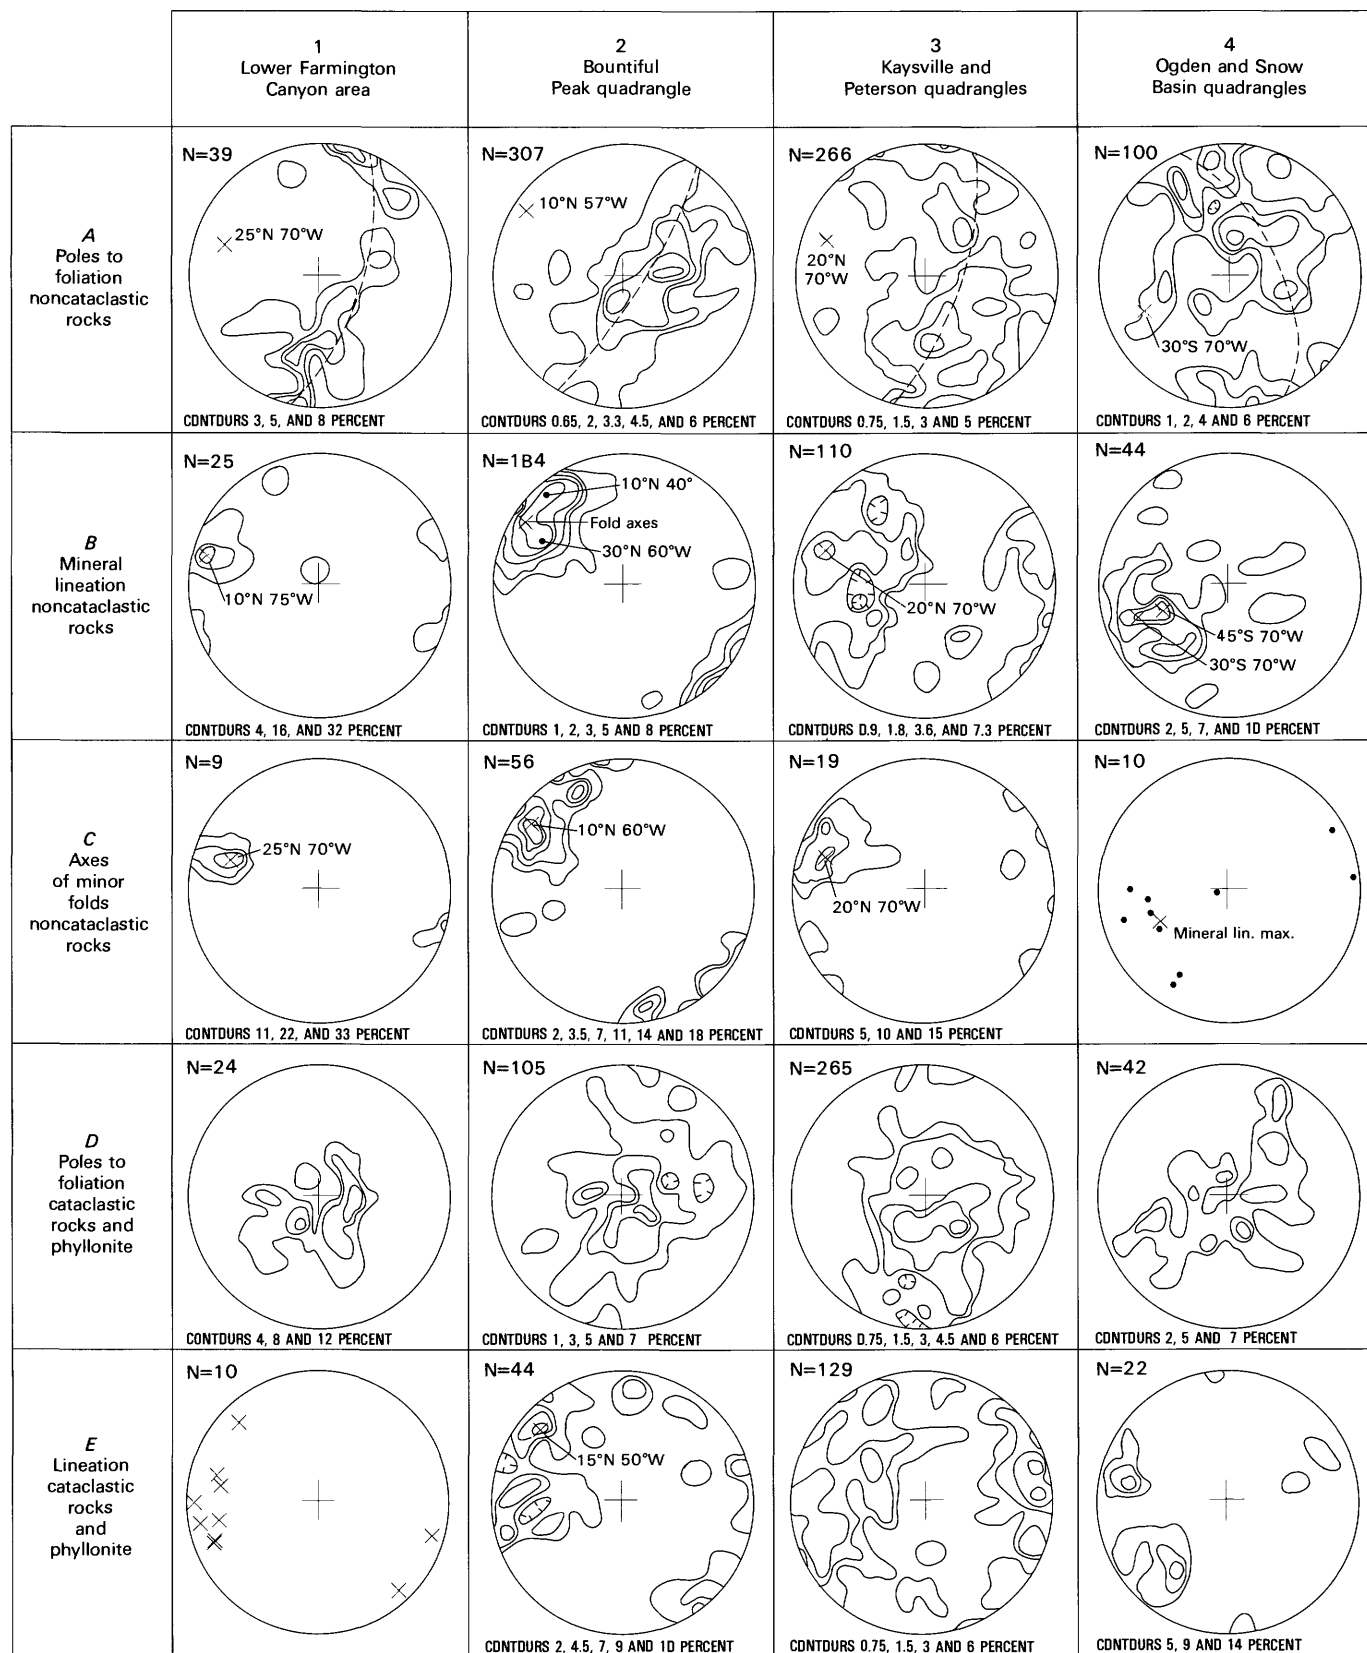 1
Lower Farmington
Canyon area
2
Bountiful
Peak quadrangle
3
Kaysville and
Peterson quadrangles
4
Ogden and Snow
Basin quadrangles
A
Poles to
foliation
noncataclastic
rocks
N=39
25°N 70°W
CONTOURS 3, 5, AND 8 PERCENT
N=307
10°N 57°W
CONTOURS 0.65, 2, 3.3, 4.5, AND 6 PERCENT
N=266
20°N
70°W
CONTOURS 0.75, 1.5, 3 AND 5 PERCENT
N=100
30°S 70°W
CONTOURS 1, 2, 4 AND 6 PERCENT
B
Mineral
lineation
noncataclastic
rocks
N=25
10°N 75°W
CONTOURS 4, 16, AND 32 PERCENT
N=184
10°N 40°
Fold axes
30°N 60°W
CONTOURS 1, 2, 3, 5 AND 8 PERCENT
N=110
20°N 70°W
CONTOURS 0.9, 1.8, 3.6, AND 7.3 PERCENT
N=44
45°S 70°W
30°S 70°W
CONTOURS 2, 5, 7, AND 10 PERCENT
C
Axes
of minor
folds
noncataclastic
rocks
N=9
25°N 70°W
CONTOURS 11, 22, AND 33 PERCENT
N=56
10°N 60°W
CONTOURS 2, 3.5, 7, 11, 14 AND 18 PERCENT
N=19
20°N 70°W
CONTOURS 5, 10 AND 15 PERCENT
N=10
Mineral lin. max.
D
Poles to
foliation
cataclastic
rocks and
phyllonite
N=24
CONTOURS 4, 8 AND 12 PERCENT
N=105
CONTOURS 1, 3, 5 AND 7 PERCENT
N=265
CONTOURS 0.75, 1.5, 3, 4.5 AND 6 PERCENT
N=42
CONTOURS 2, 5 AND 7 PERCENT
E
Lineation
cataclastic
rocks
and
phyllonite
N=10
N=44
15°N 50°W
CONTOURS 2, 4.5, 7, 9 AND 10 PERCENT
N=129
CONTOURS 0.75, 1.5, 3 AND 6 PERCENT
N=22
CONTOURS 5, 9 AND 14 PERCENT